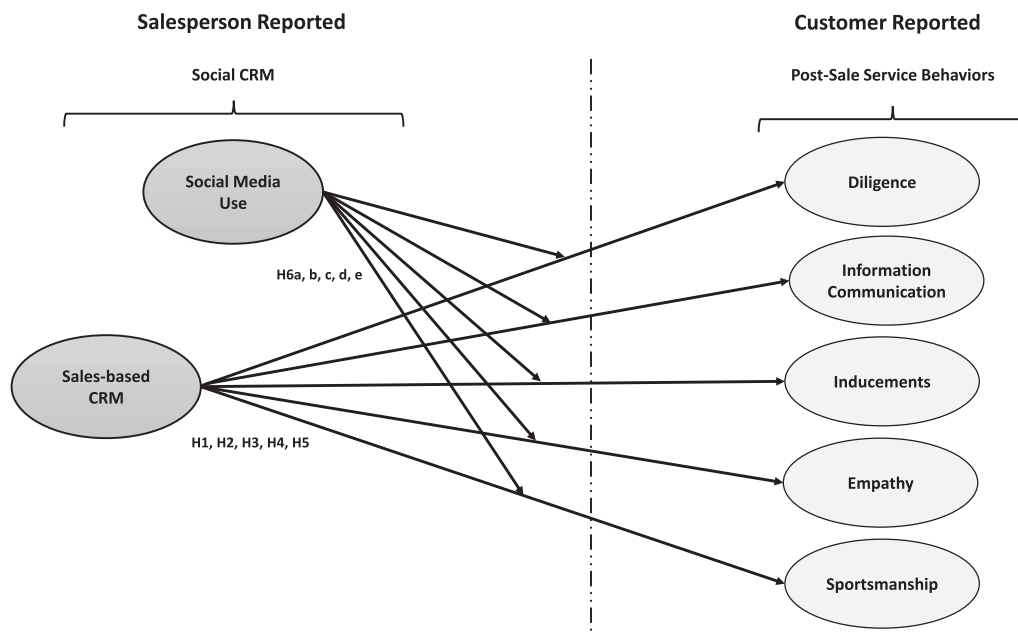 Salesperson Reported
Customer Reported
Social CRM
Post-Sale Service Behaviors
Social Media
Use
Diligence
H6a, b, c, d, e
Information
Communication
Sales-based
CRM
Inducements
H1, H2, H3, H4, H5
Empathy
Sportsmanship